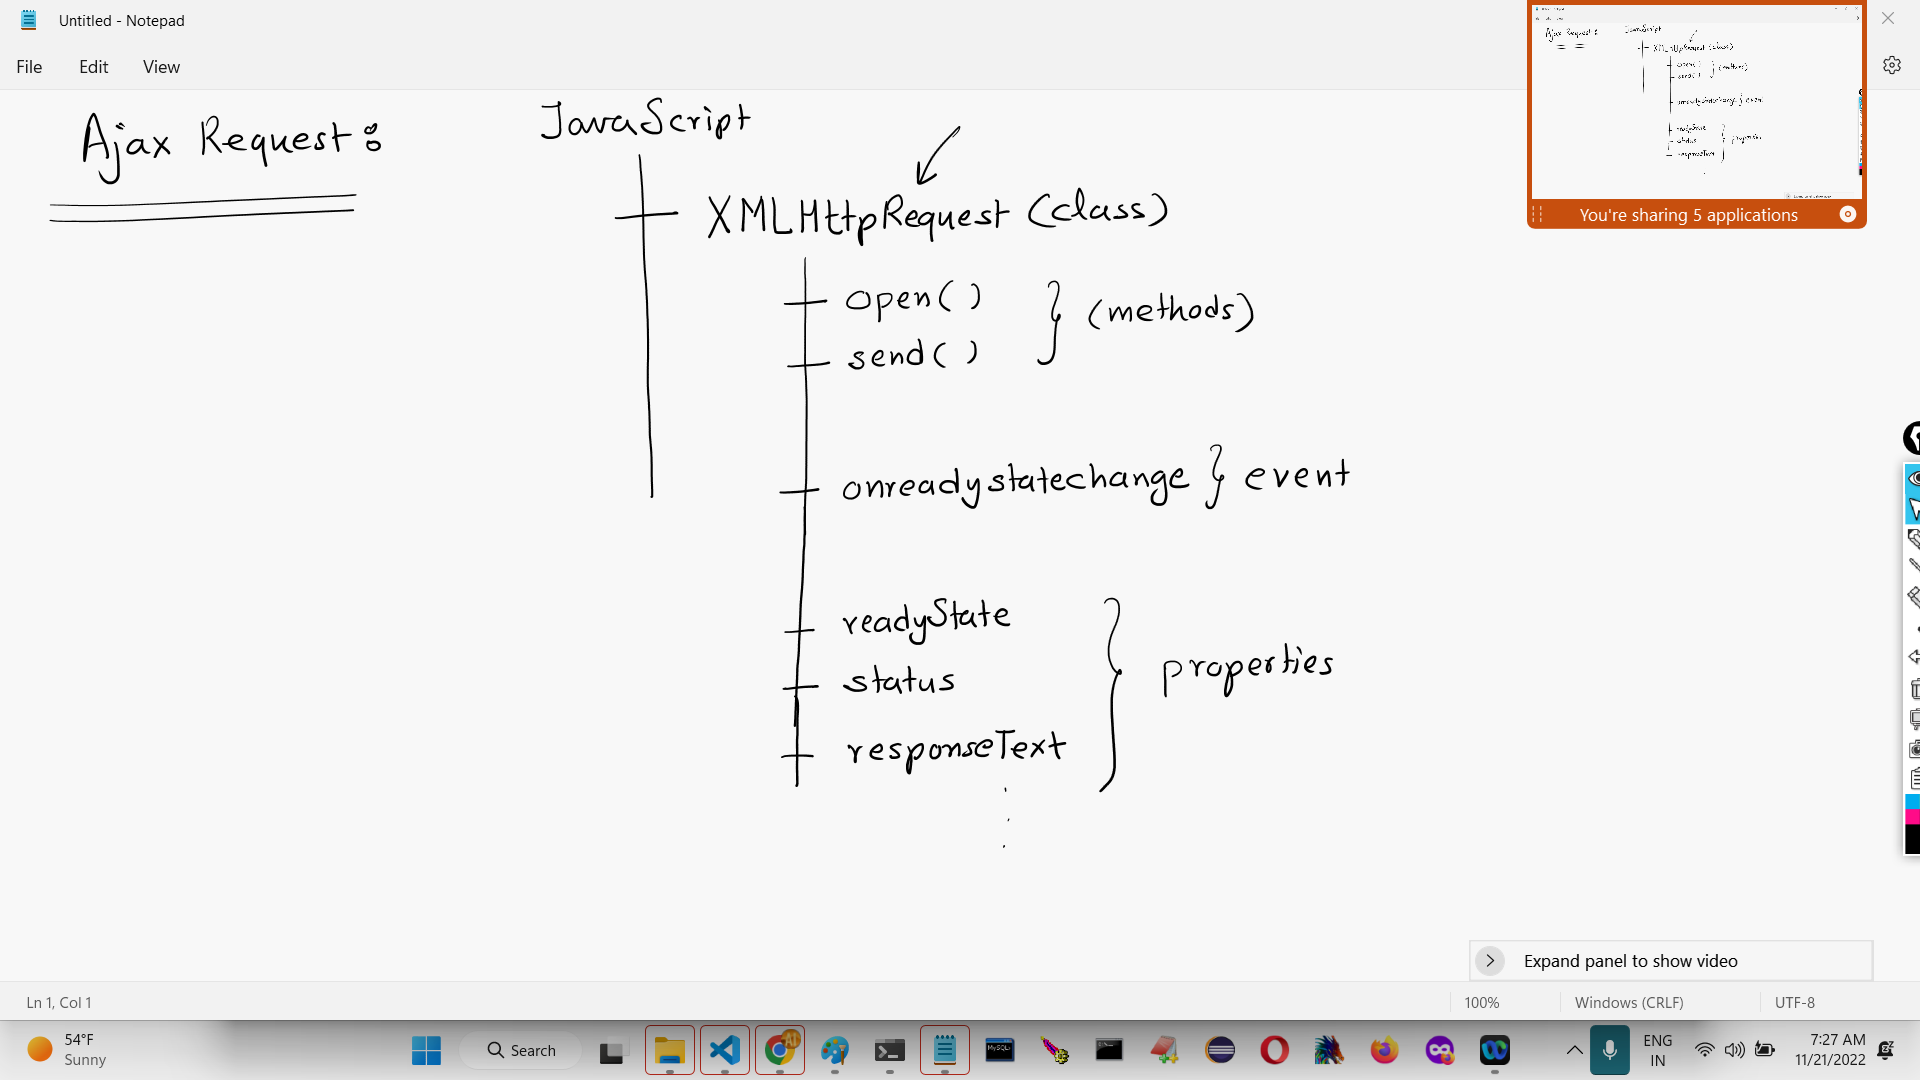 Untitled - Notepad
File Edit View
Ajax Request:
JavaScript
XMLHttpRequest (class)
open( )
send( )
} (methods)
onreadystatechange } event
readyState
status
responseText
} properties
You're sharing 5 applications
Expand panel to show video
Ln 1, Col 1
100%
Windows (CRLF)
UTF-8
54°F
Sunny
Search
ENG
IN
7:27 AM
11/21/2022